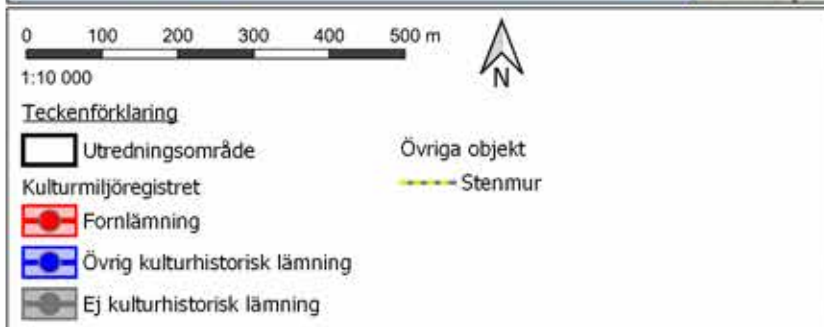 0 100 200 300 400 500 m
1:10 000
N
Teckenförklaring
Utredningsområde
Övriga objekt
Kulturmiljöregistret
Stenmur
Fornlämning
Övrig kulturhistorisk lämning
Ej kulturhistorisk lämning